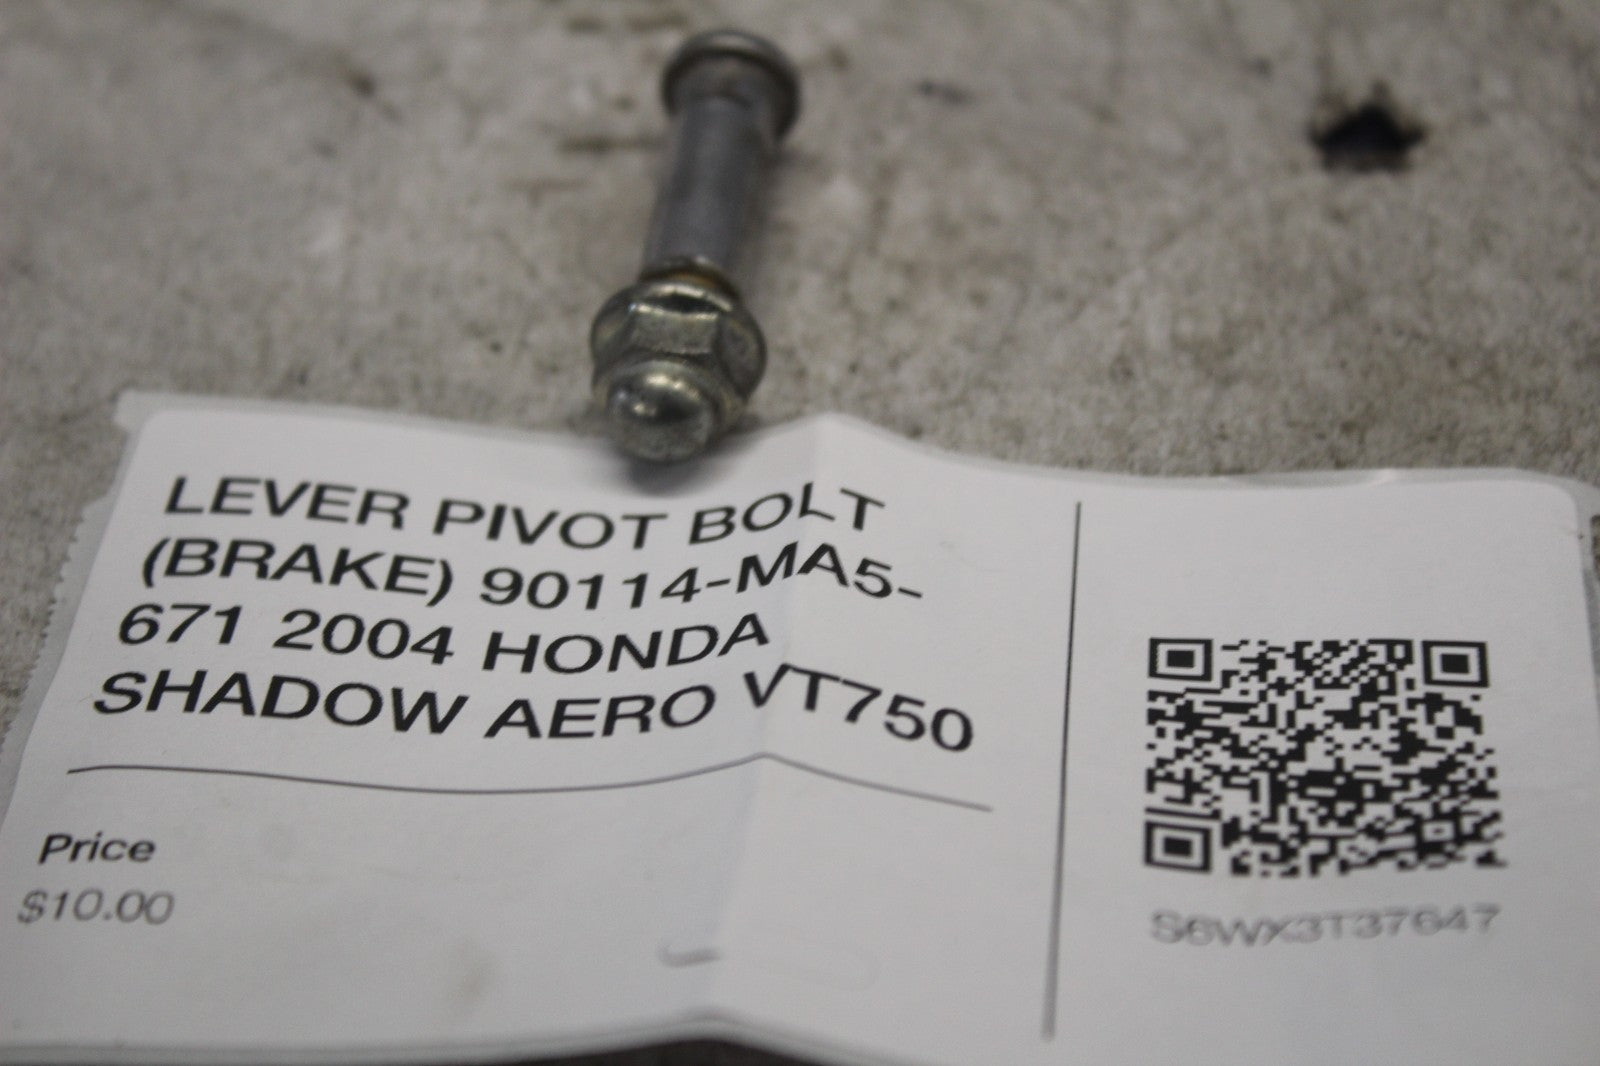 LEVER PIVOT BOLT
(BRAKE) 90114-MA5-
671 2004 HONDA
SHADOW AERO VT750
Price
$10.00
S6WX3T37647